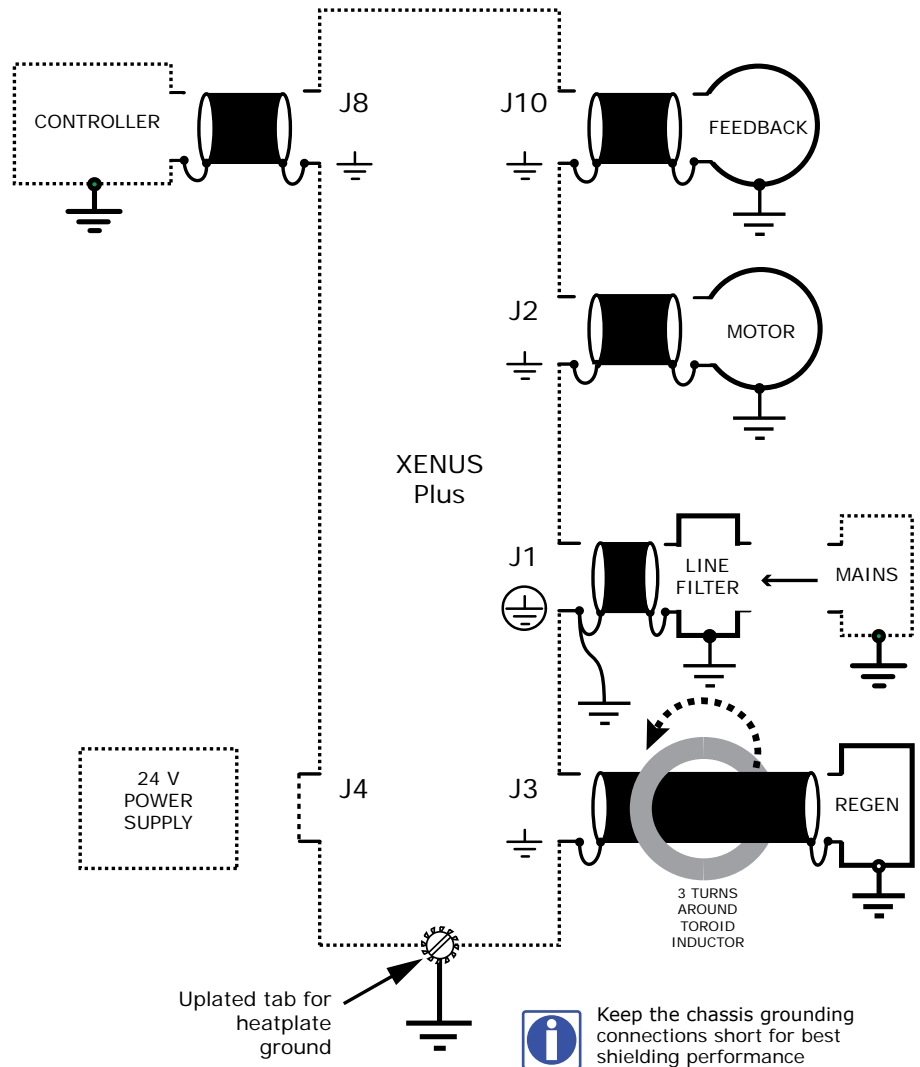 CONTROLLER
J8
J10
FEEDBACK
J2
MOTOR
XENUS
Plus
J1
LINE
FILTER
MAINS
24 V
POWER
SUPPLY
J4
J3
REGEN
3 TURNS
AROUND
TOROID
INDUCTOR
Uplated tab for
heatplate
ground
i
Keep the chassis grounding
connections short for best
shielding performance